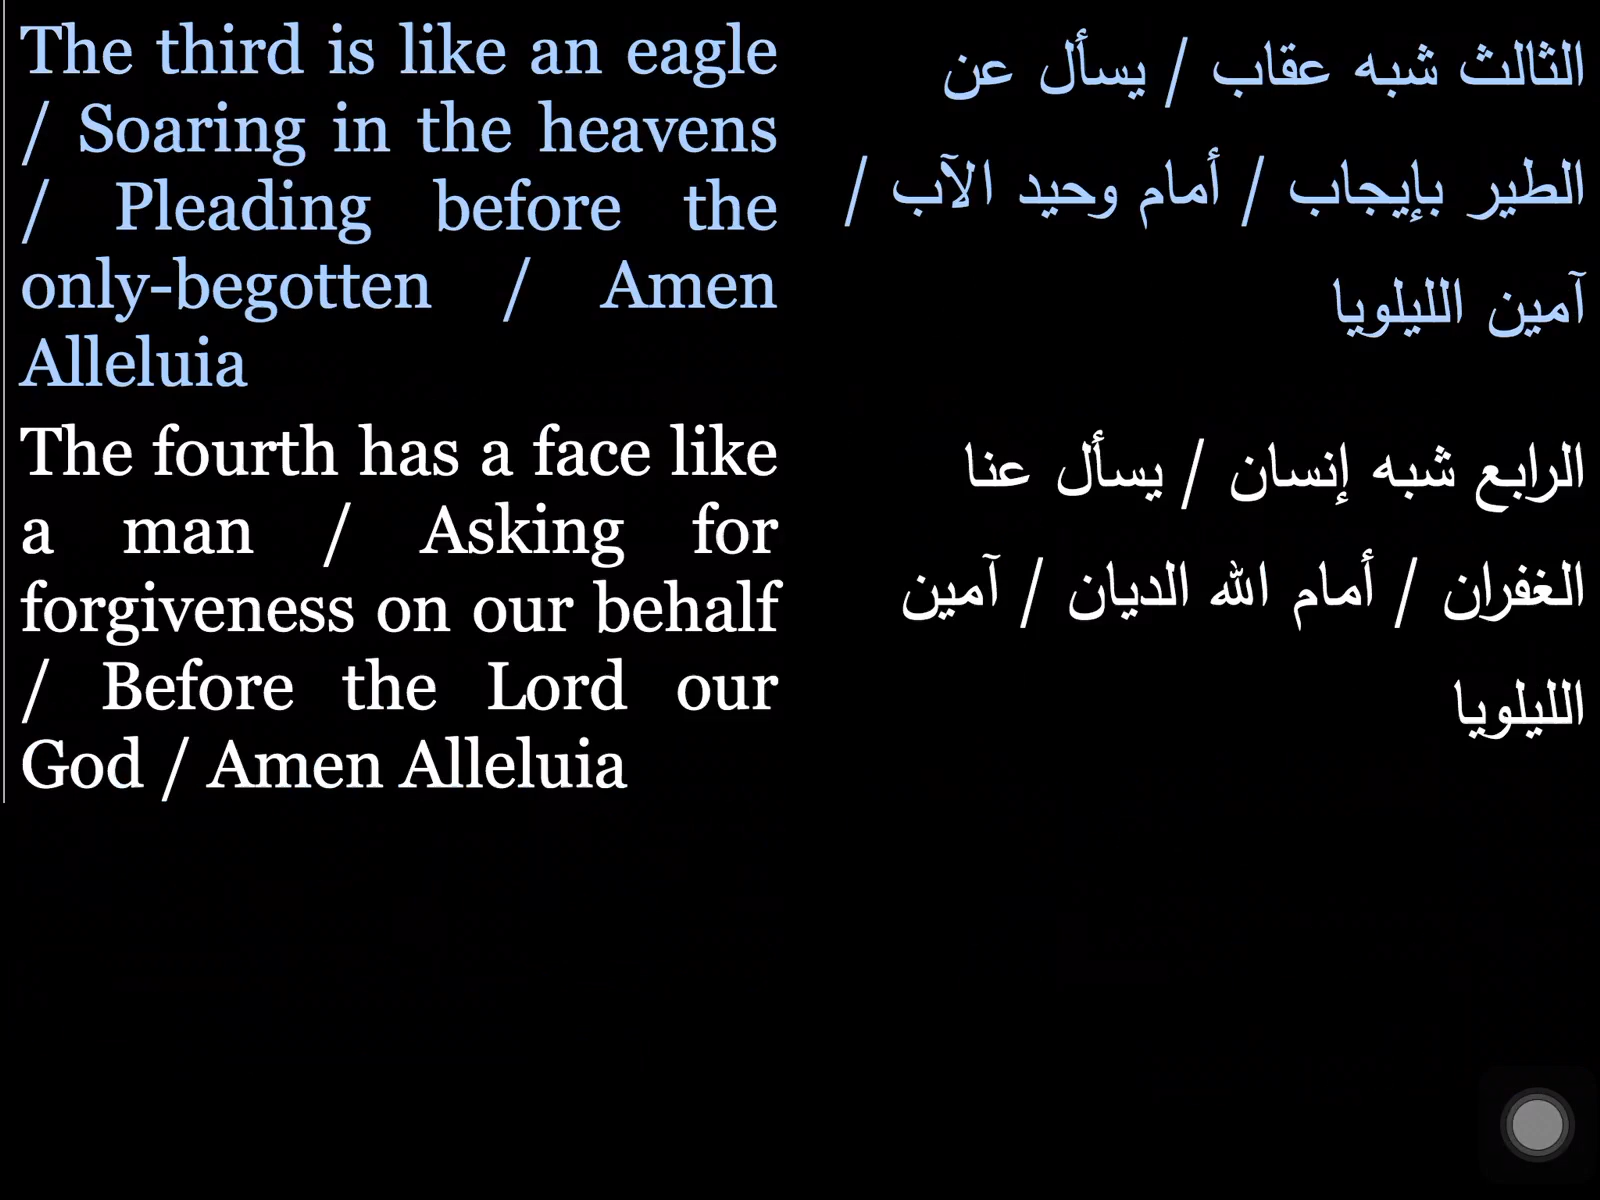 The third is like an eagle
/ Soaring in the heavens
/ Pleading before the
only-begotten / Amen
Alleluia
الثالث شبه عقاب / يسأل عن
الطير بإيجاب / أمام وحيد الآب /
آمين الليلويا
The fourth has a face like
a man / Asking for
forgiveness on our behalf
/ Before the Lord our
God / Amen Alleluia
الرابع شبه إنسان / يسأل عنا
الغفران / أمام الله الديان / آمين
الليلويا